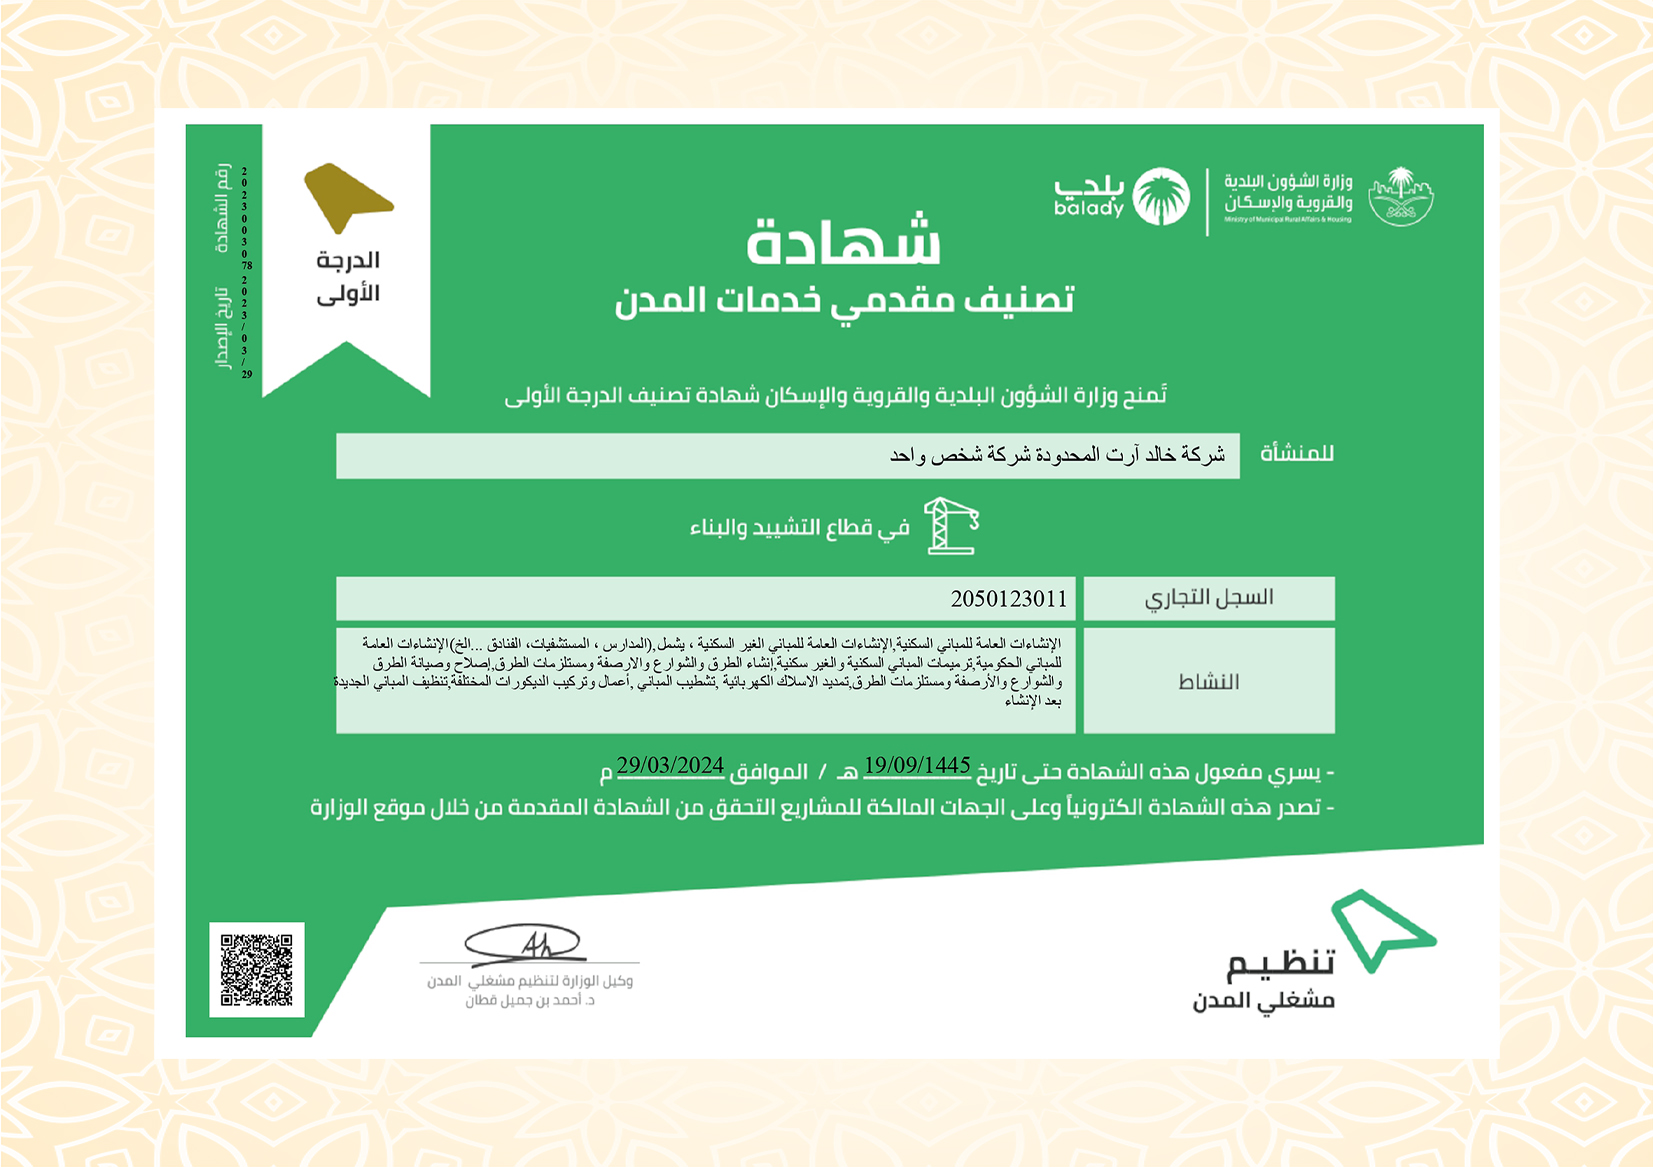 وزارة الشؤون البلدية
والقروية والإسكان
Ministry of Municipal Rural Affairs & Housing
بلدي
balady
رقم الشهادة
2023003078
تاريخ الإصدار
2023/03/29
الدرجة
الأولى
شهادة
تصنيف مقدمي خدمات المدن
تَمنح وزارة الشؤون البلدية والقروية والإسكان شهادة تصنيف الدرجة الأولى
للمنشأة
شركة خالد آرت المحدودة شركة شخص واحد
في قطاع التشييد والبناء
السجل التجاري
2050123011
النشاط
الإنشاءات العامة للمباني السكنية,الإنشاءات العامة للمباني الغير السكنية ، يشمل,(المدارس ، المستشفيات، الفنادق ...الخ)الإنشاءات العامة
للمباني الحكومية,ترميمات المباني السكنية والغير سكنية,إنشاء الطرق والشوارع والارصفة ومستلزمات الطرق,إصلاح وصيانة الطرق
والشوارع والأرصفة ومستلزمات الطرق,تمديد الاسلاك الكهربائية ,تشطيب المباني ,أعمال وتركيب الديكورات المختلفة,تنظيف المباني الجديدة
بعد الإنشاء
- يسري مفعول هذه الشهادة حتى تاريخ 19/09/1445 هـ / الموافق 29/03/2024 م
- تصدر هذه الشهادة الكترونياً وعلى الجهات المالكة للمشاريع التحقق من الشهادة المقدمة من خلال موقع الوزارة
وكيل الوزارة لتنظيم مشغلي المدن
د. أحمد بن جميل قطان
تنظيم
مشغلي المدن